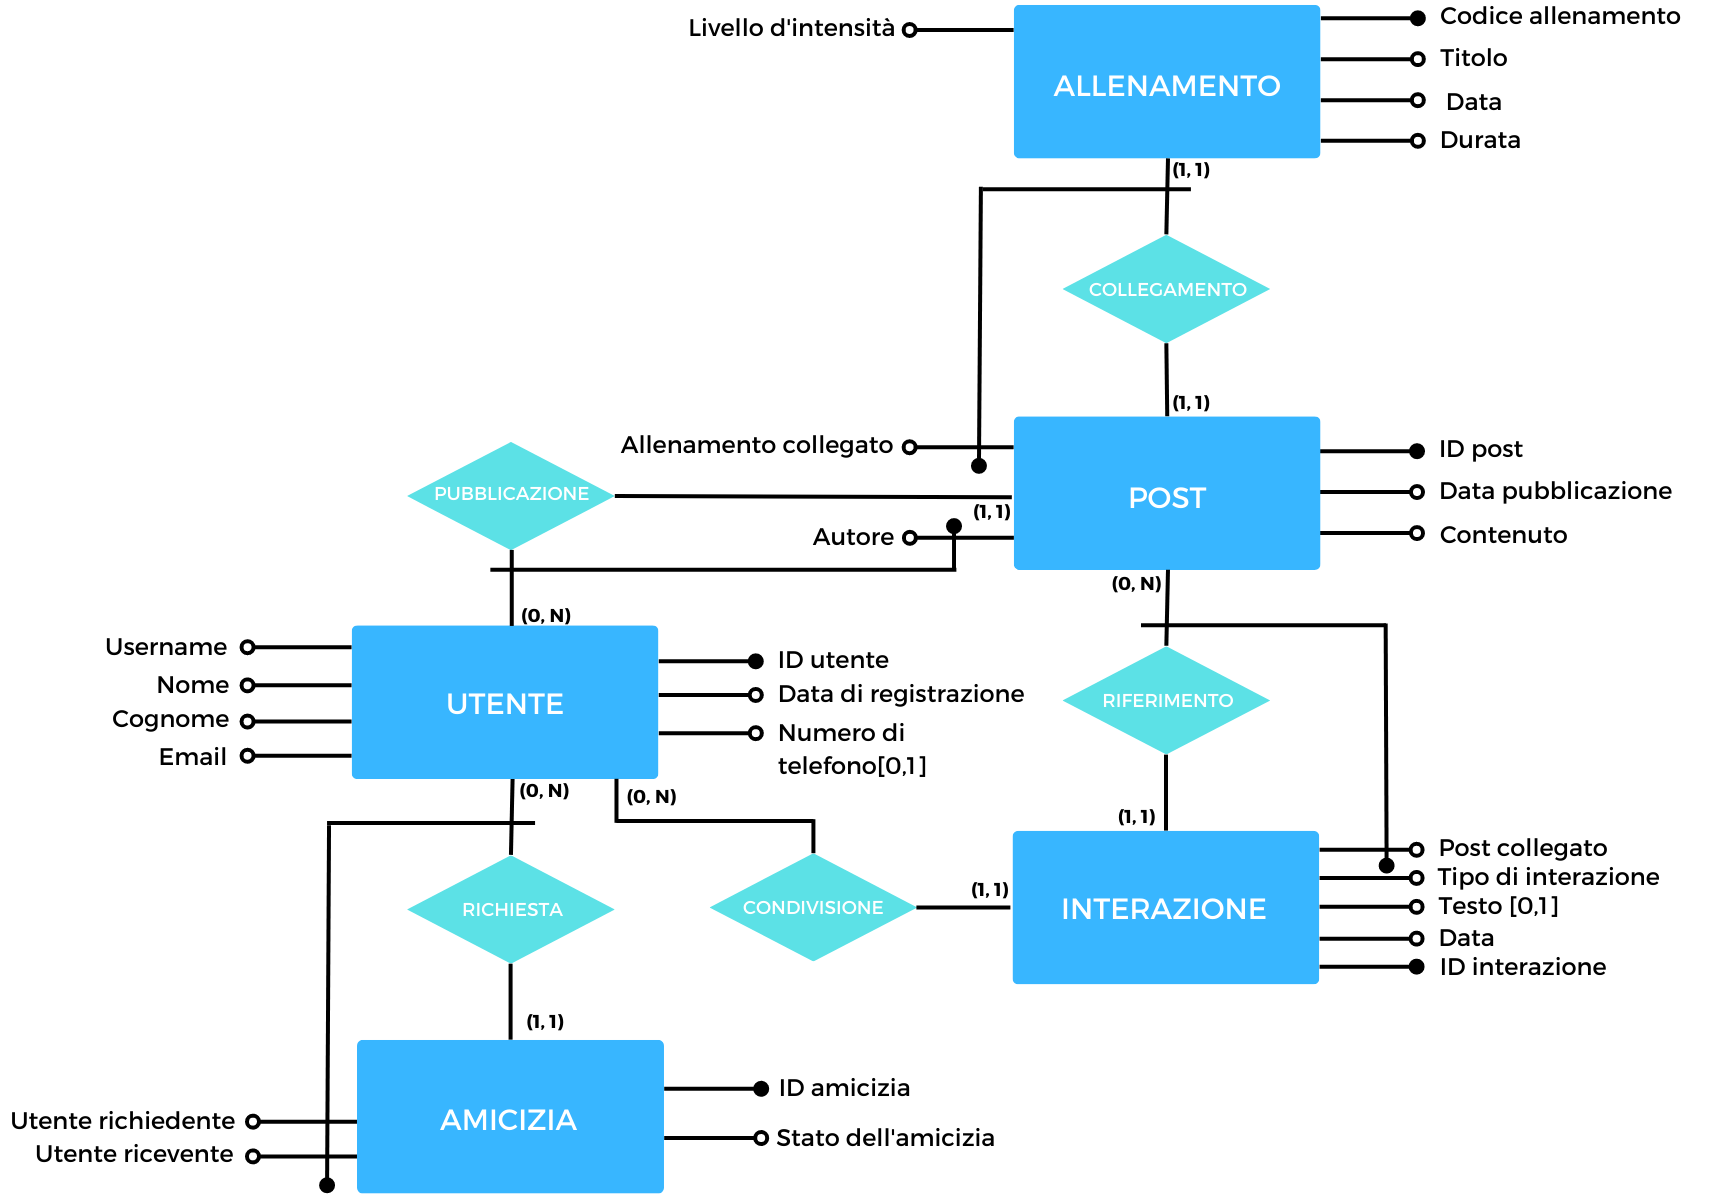 Livello d'intensità
Codice allenamento
Titolo
Data
Durata
ALLENAMENTO
(1, 1)
COLLEGAMENTO
(1, 1)
Allenamento collegato
ID post
Data pubblicazione
Contenuto
POST
PUBBLICAZIONE
(1, 1)
Autore
(0, N)
(0, N)
Username
Nome
Cognome
Email
UTENTE
ID utente
Data di registrazione
Numero di
telefono[0,1]
RIFERIMENTO
(0, N)
(0, N)
(1, 1)
RICHIESTA
CONDIVISIONE
(1, 1)
INTERAZIONE
Post collegato
Tipo di interazione
Testo [0,1]
Data
ID interazione
(1, 1)
AMICIZIA
ID amicizia
Stato dell'amicizia
Utente richiedente
Utente ricevente